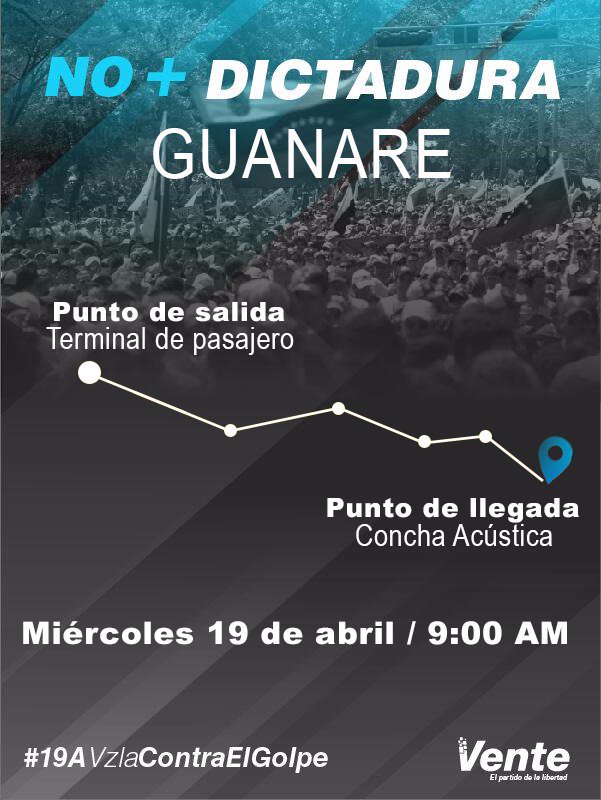 NO + DICTADURA
GUANARE
Punto de salida
Terminal de pasajero
Punto de llegada
Concha Acústica
Miércoles 19 de abril / 9:00 AM
#19AVzlaContraElGolpe
Vente
El partido de la libertad